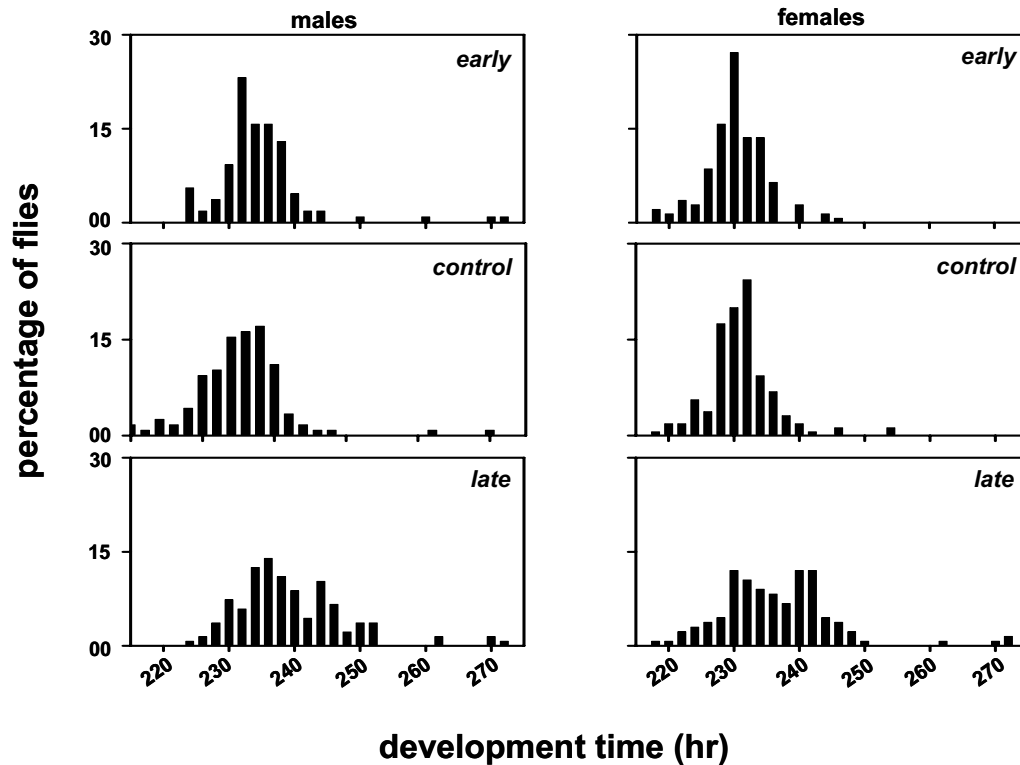 males
females
percentage of flies
30
15
00
early
early
30
15
00
control
control
30
15
00
late
late
220 230 240 250 260 270
220 230 240 250 260 270
development time (hr)